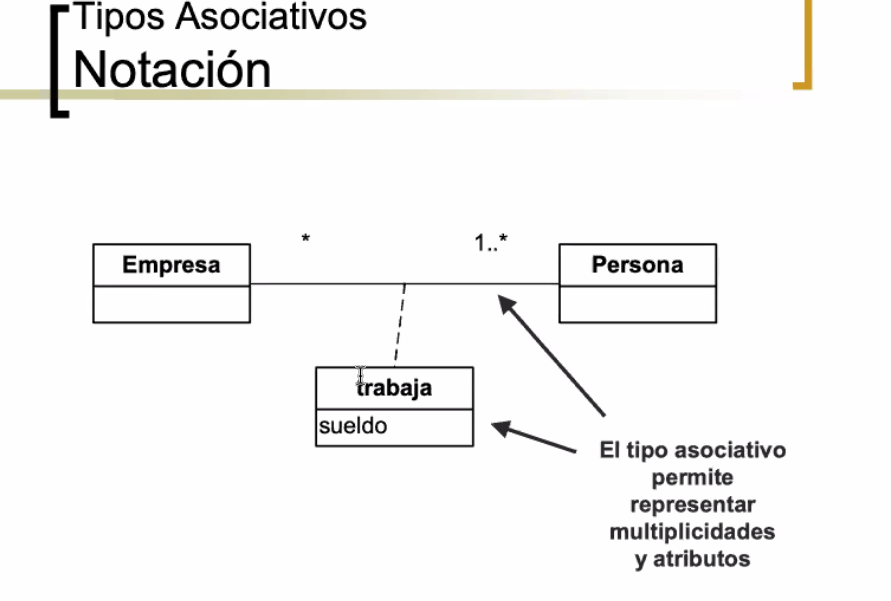 Tipos Asociativos
Notación
*
1..*
Empresa
Persona
trabaja
sueldo
El tipo asociativo
permite
representar
multiplicidades
y atributos